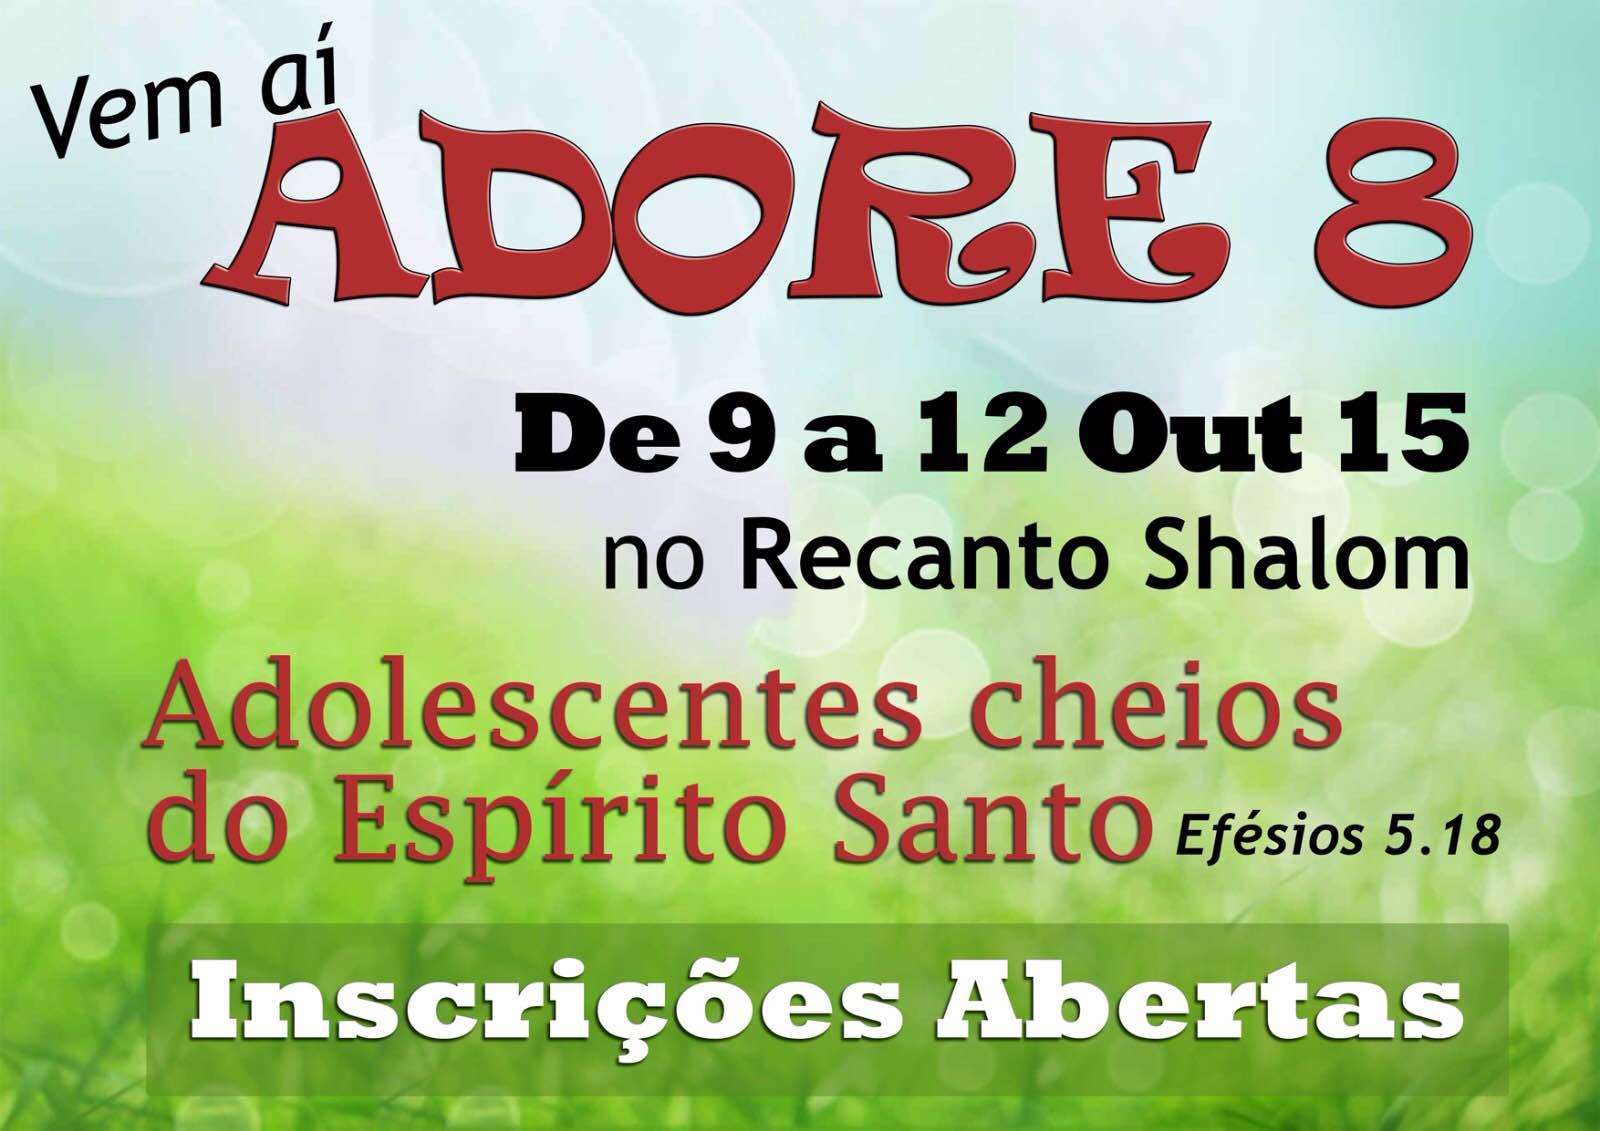 Vem aí
ADORE 8
De 9 a 12 Out 15
no Recanto Shalom
Adolescentes cheios
do Espírito Santo Efésios 5.18
Inscrições Abertas